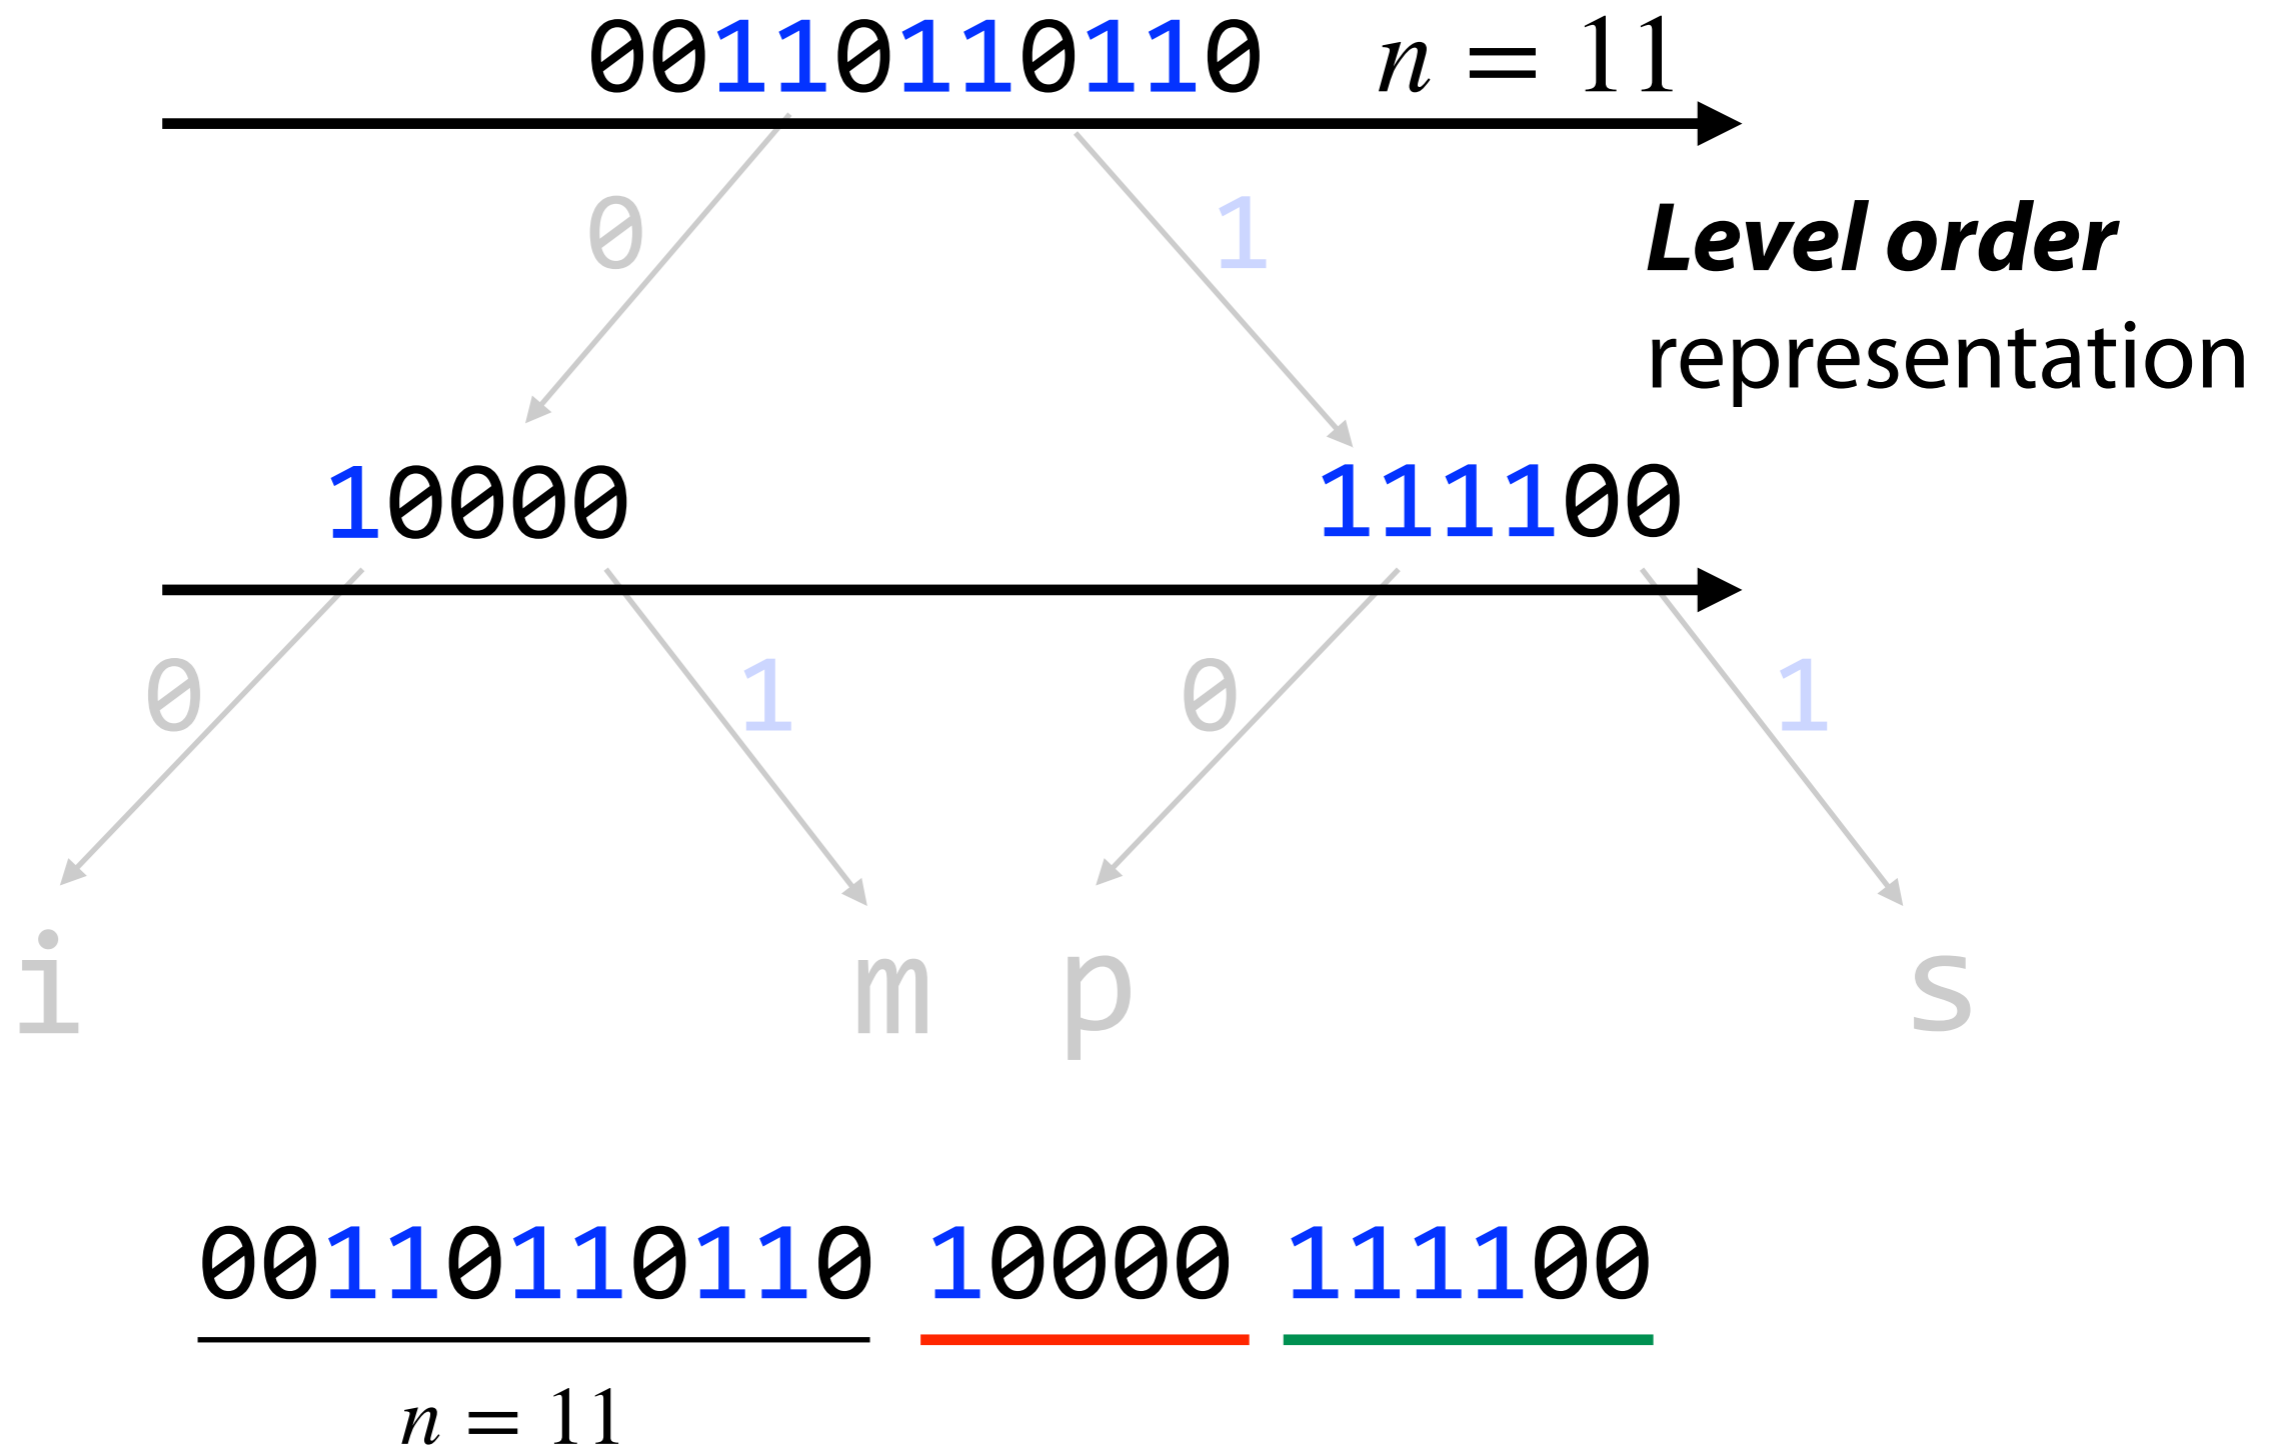 00110110110 n = 11
0 1
Level order
representation
10000 111100
0 1 0 1
i m p s
00110110110 10000 111100
n = 11